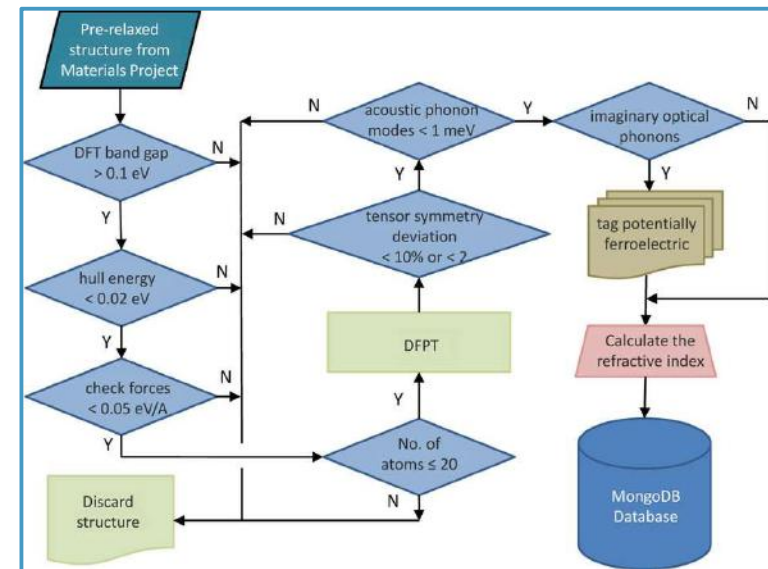 Pre-relaxed
structure from
Materials Project
DFT band gap
> 0.1 eV
N
Y
hull energy
< 0.02 eV
N
Y
check forces
< 0.05 eV/A
N
Y
Discard
structure
No. of
atoms ≤ 20
N
Y
DFPT
tensor symmetry
deviation
< 10% or < 2
N
Y
acoustic phonon
modes < 1 meV
N
Y
imaginary optical
phonons
N
Y
tag potentially
ferroelectric
Calculate the
refractive index
MongoDB
Database